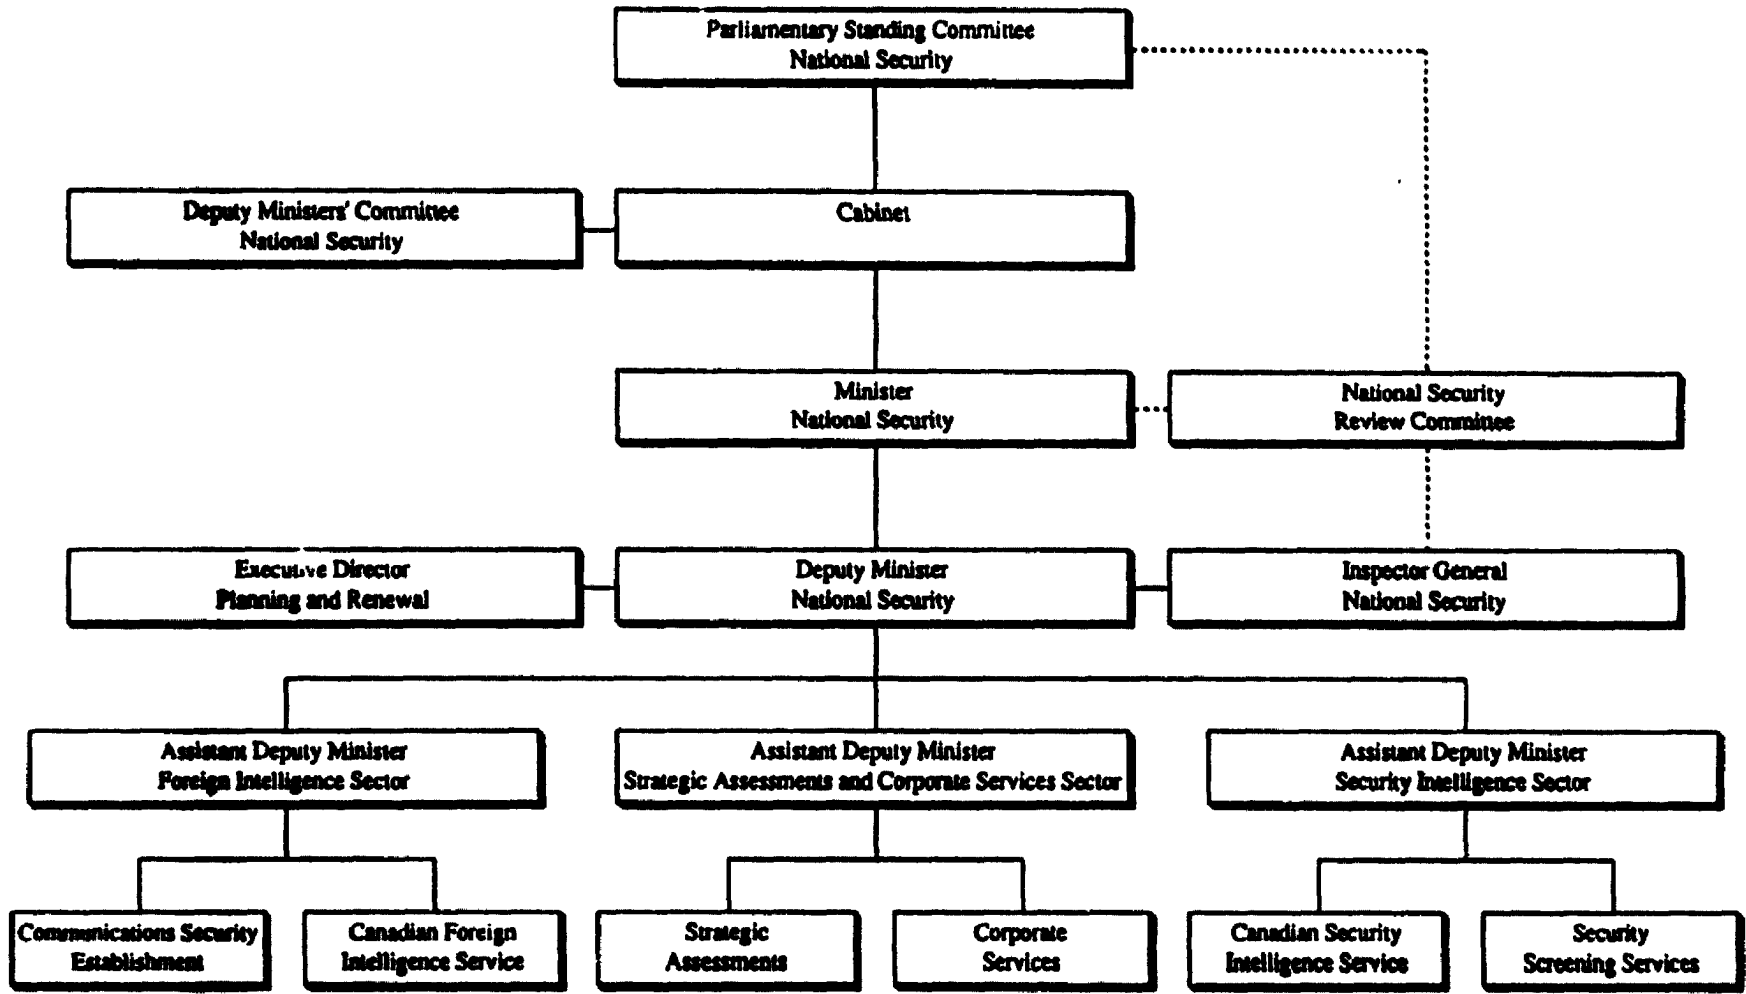 Parliamentary Standing Committee
National Security
Deputy Ministers' Committee
National Security
Cabinet
Minister
National Security
National Security
Review Committee
Executive Director
Planning and Renewal
Deputy Minister
National Security
Inspector General
National Security
Assistant Deputy Minister
Foreign Intelligence Sector
Assistant Deputy Minister
Strategic Assessments and Corporate Services Sector
Assistant Deputy Minister
Security Intelligence Sector
Communications Security
Establishment
Canadian Foreign
Intelligence Service
Strategic
Assessments
Corporate
Services
Canadian Security
Intelligence Service
Security
Screening Services